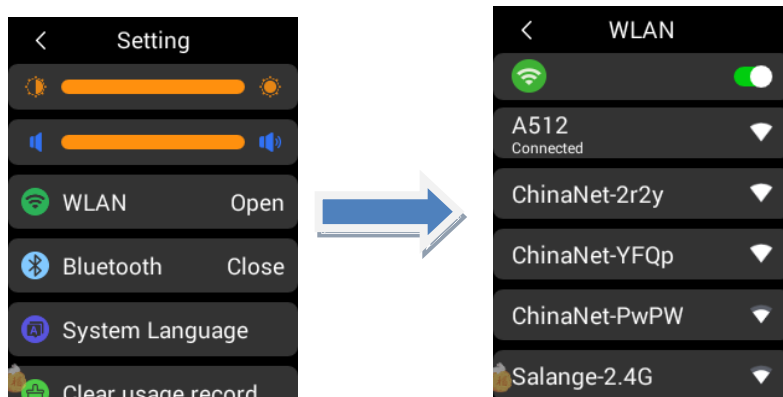 Setting
WLAN Open
Bluetooth Close
System Language
Clear usage record
WLAN
A512
Connected
ChinaNet-2r2y
ChinaNet-YFQp
ChinaNet-PwPW
Salange-2.4G